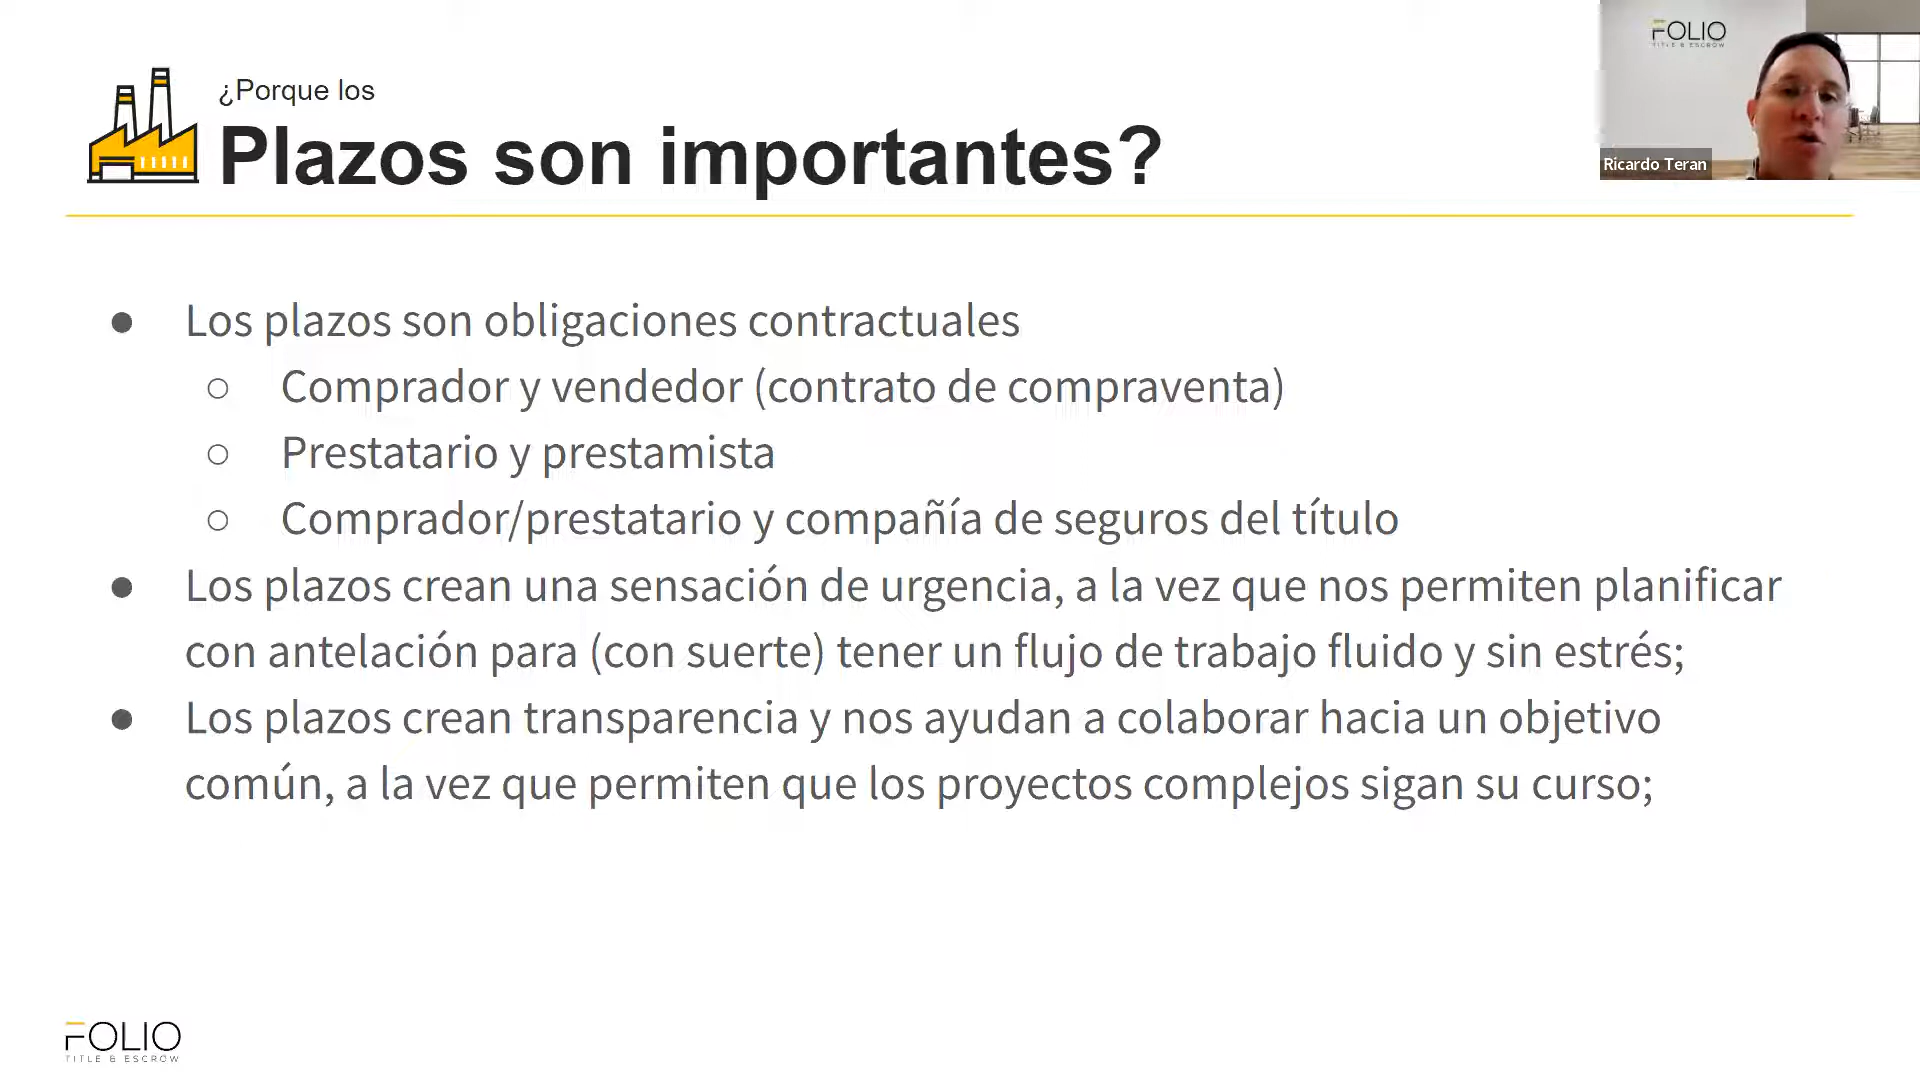 ¿Porque los
Plazos son importantes?
FOLIO
TITLE & ESCROW
Ricardo Teran
● Los plazos son obligaciones contractuales
○ Comprador y vendedor (contrato de compraventa)
○ Prestatario y prestamista
○ Comprador/prestatario y compañía de seguros del título
● Los plazos crean una sensación de urgencia, a la vez que nos permiten planificar
con antelación para (con suerte) tener un flujo de trabajo fluido y sin estrés;
● Los plazos crean transparencia y nos ayudan a colaborar hacia un objetivo
común, a la vez que permiten que los proyectos complejos sigan su curso;
FOLIO
TITLE & ESCROW